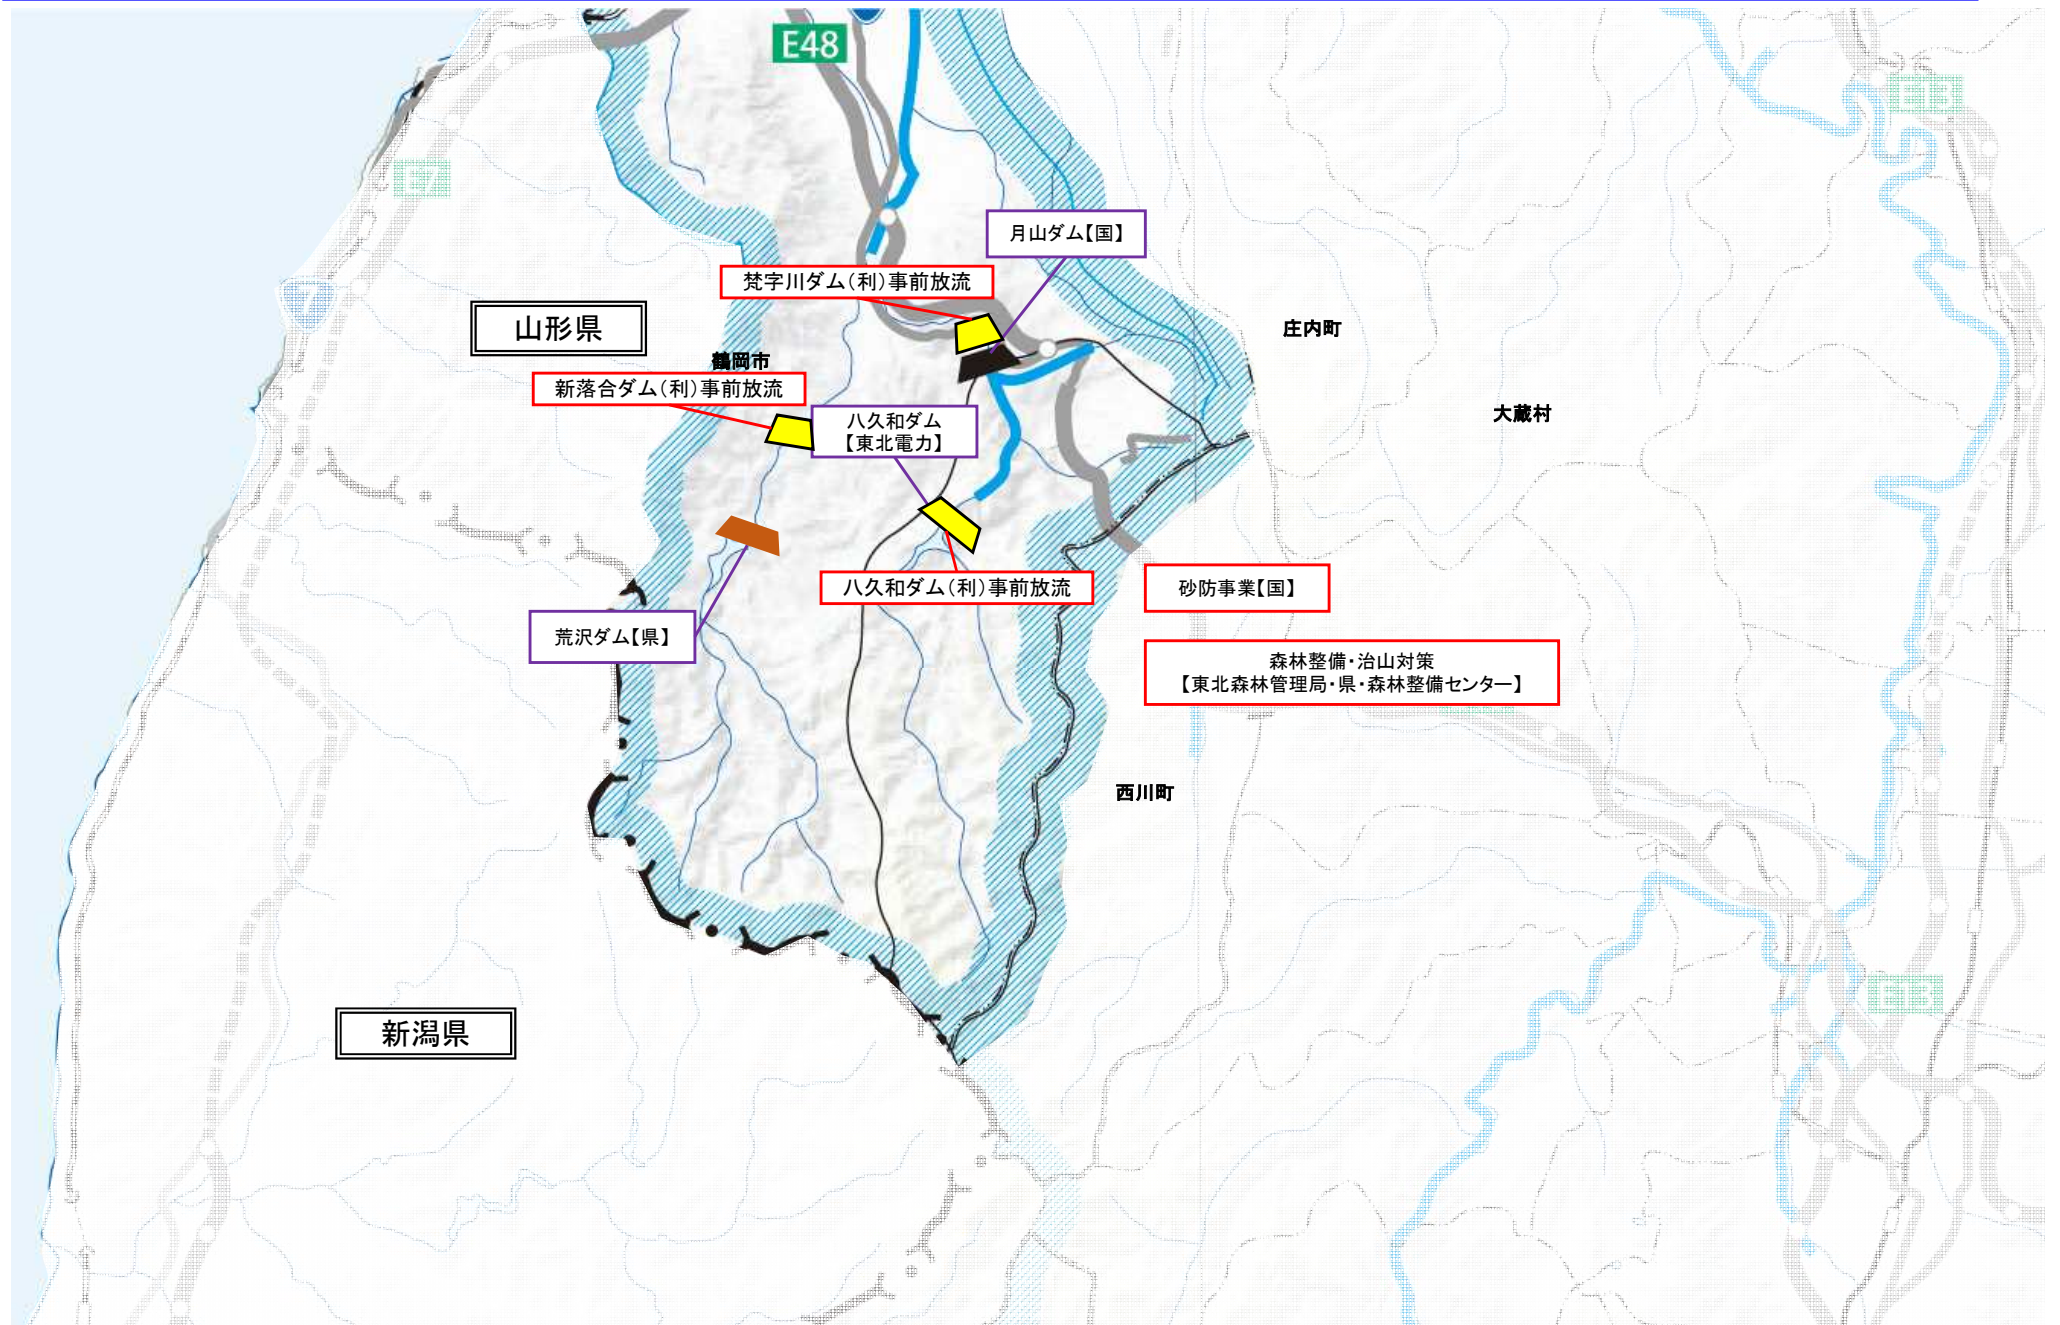 E48
E7
7
E13
月山ダム【国】
梵字川ダム(利)事前放流
山形県
庄内町
鶴岡市
新落合ダム(利)事前放流
大蔵村
八久和ダム
【東北電力】
八久和ダム(利)事前放流
砂防事業【国】
荒沢ダム【県】
森林整備・治山対策
【東北森林管理局・県・森林整備センター】
西川町
新潟県
E13